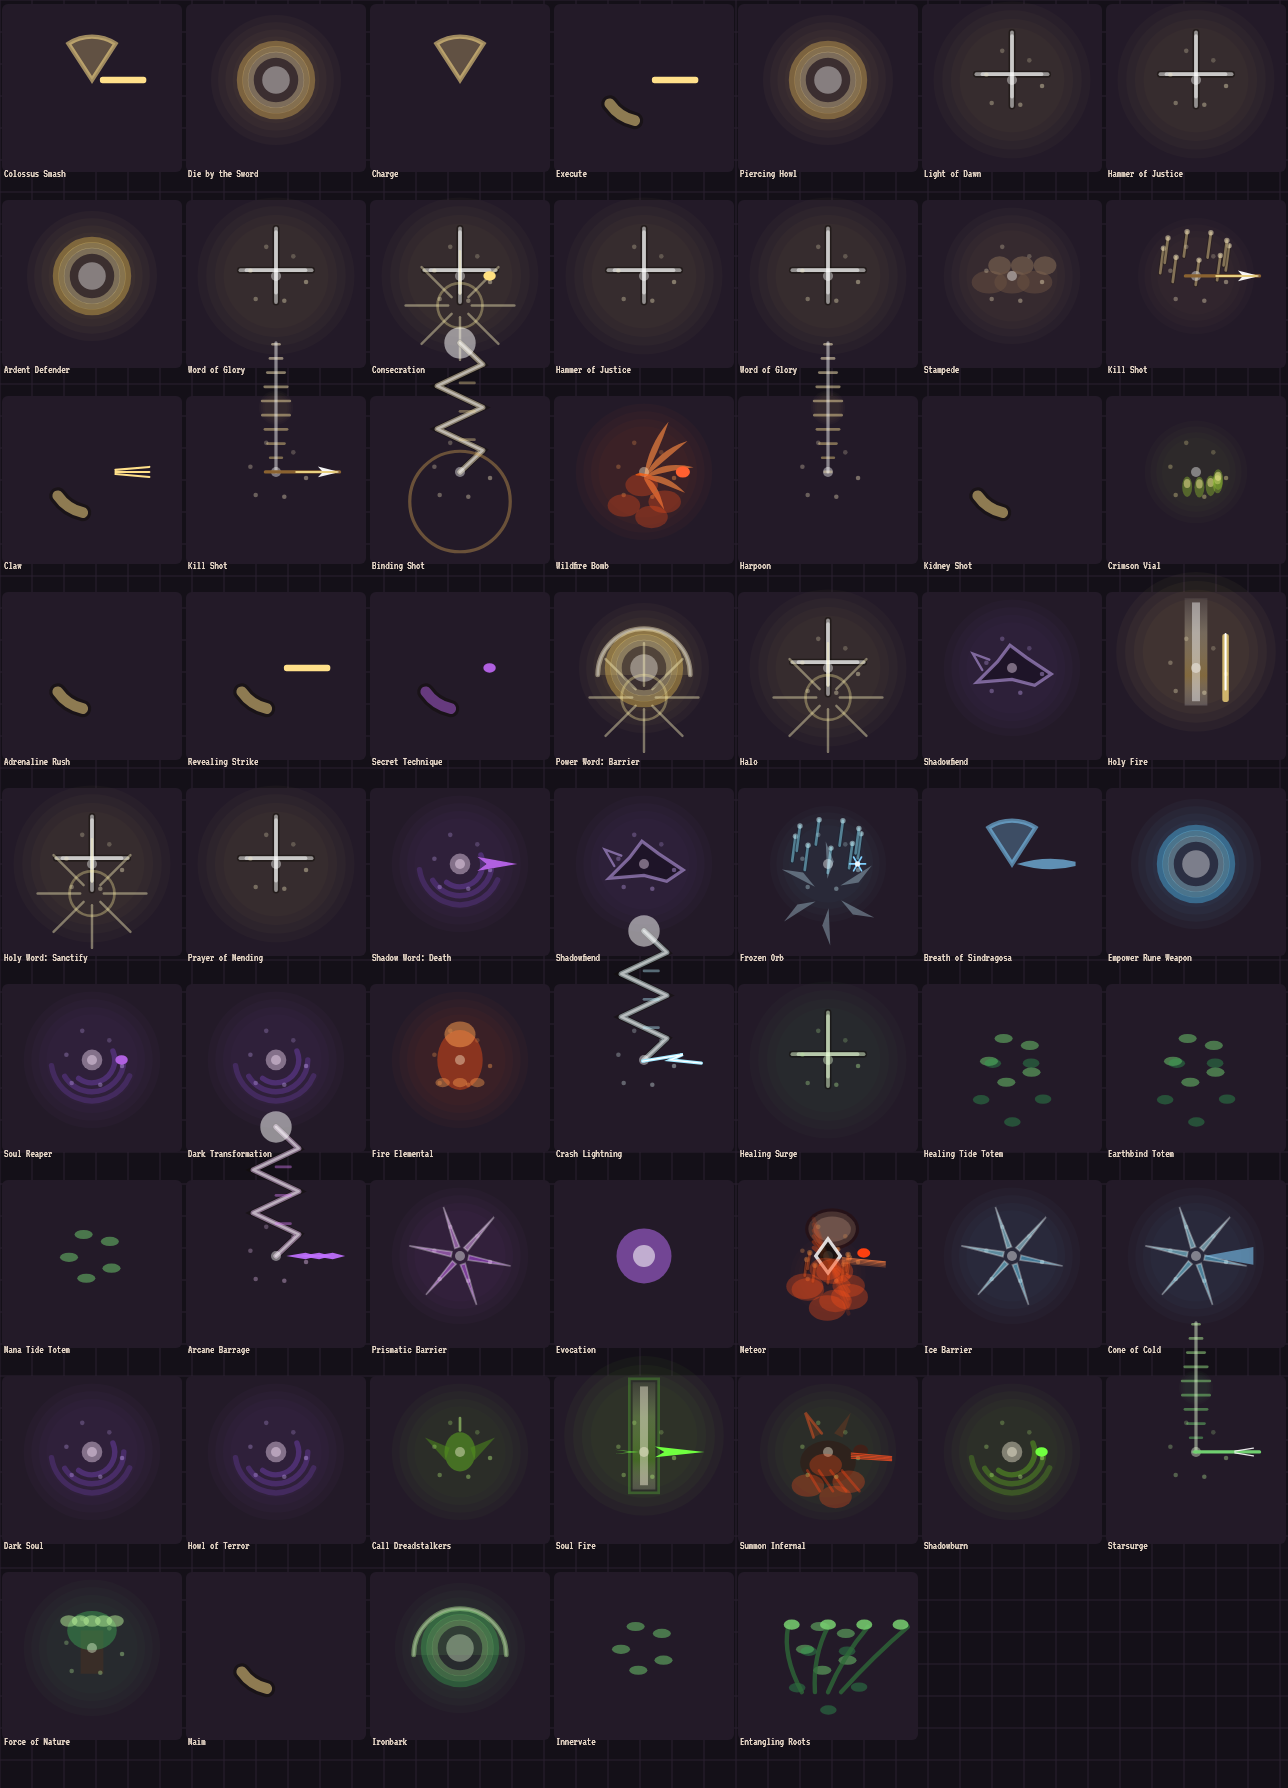 Colossus Smash
Die by the Sword
Charge
Execute
Piercing Howl
Light of Dawn
Hammer of Justice
Ardent Defender
Word of Glory
Consecration
Hammer of Justice
Word of Glory
Stampede
Kill Shot
Claw
Kill Shot
Binding Shot
Wildfire Bomb
Harpoon
Kidney Shot
Crimson Vial
Adrenaline Rush
Revealing Strike
Secret Technique
Power Word: Barrier
Halo
Shadowfiend
Holy Fire
Holy Word: Sanctify
Prayer of Mending
Shadow Word: Death
Shadowfiend
Frozen Orb
Breath of Sindragosa
Empower Rune Weapon
Soul Reaper
Dark Transformation
Fire Elemental
Crash Lightning
Healing Surge
Healing Tide Totem
Earthbind Totem
Mana Tide Totem
Arcane Barrage
Prismatic Barrier
Evocation
Meteor
Ice Barrier
Cone of Cold
Dark Soul
Howl of Terror
Call Dreadstalkers
Soul Fire
Summon Infernal
Shadowburn
Starsurge
Force of Nature
Maim
Ironbark
Innervate
Entangling Roots